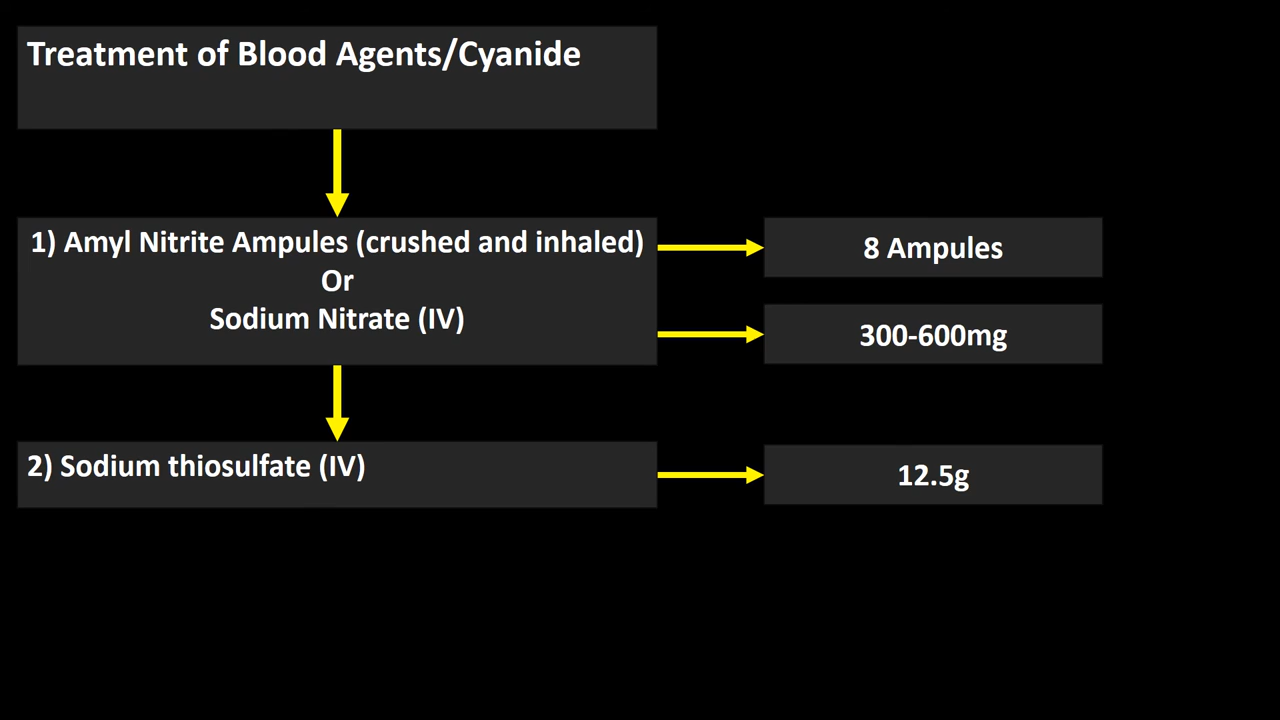 Treatment of Blood Agents/Cyanide
1) Amyl Nitrite Ampules (crushed and inhaled)
Or
Sodium Nitrate (IV)
8 Ampules
300-600mg
2) Sodium thiosulfate (IV)
12.5g